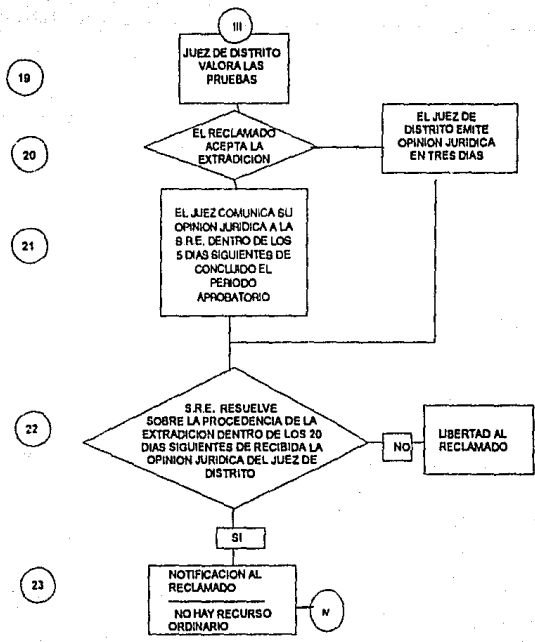 III
JUEZ DE DISTRITO
VALORA LAS
PRUEBAS
19
EL RECLAMADO
ACEPTA LA
EXTRADICION
EL JUEZ DE
DISTRITO EMITE
OPINION JURIDICA
EN TRES DIAS
20
EL JUEZ COMUNICA SU
OPINION JURIDICA A LA
S.R.E. DENTRO DE LOS
5 DIAS SIGUIENTES DE
CONCLUIDO EL
PERIODO
APROBATORIO
21
S.R.E. RESUELVE
SOBRE LA PROCEDENCIA DE LA
EXTRADICION DENTRO DE LOS 20
DIAS SIGUIENTES DE RECIBIDA LA
OPINION JURIDICA DEL JUEZ DE
DISTRITO
22
NO
LIBERTAD AL
RECLAMADO
SI
23
NOTIFICACION AL
RECLAMADO
NO HAY RECURSO
ORDINARIO
IV